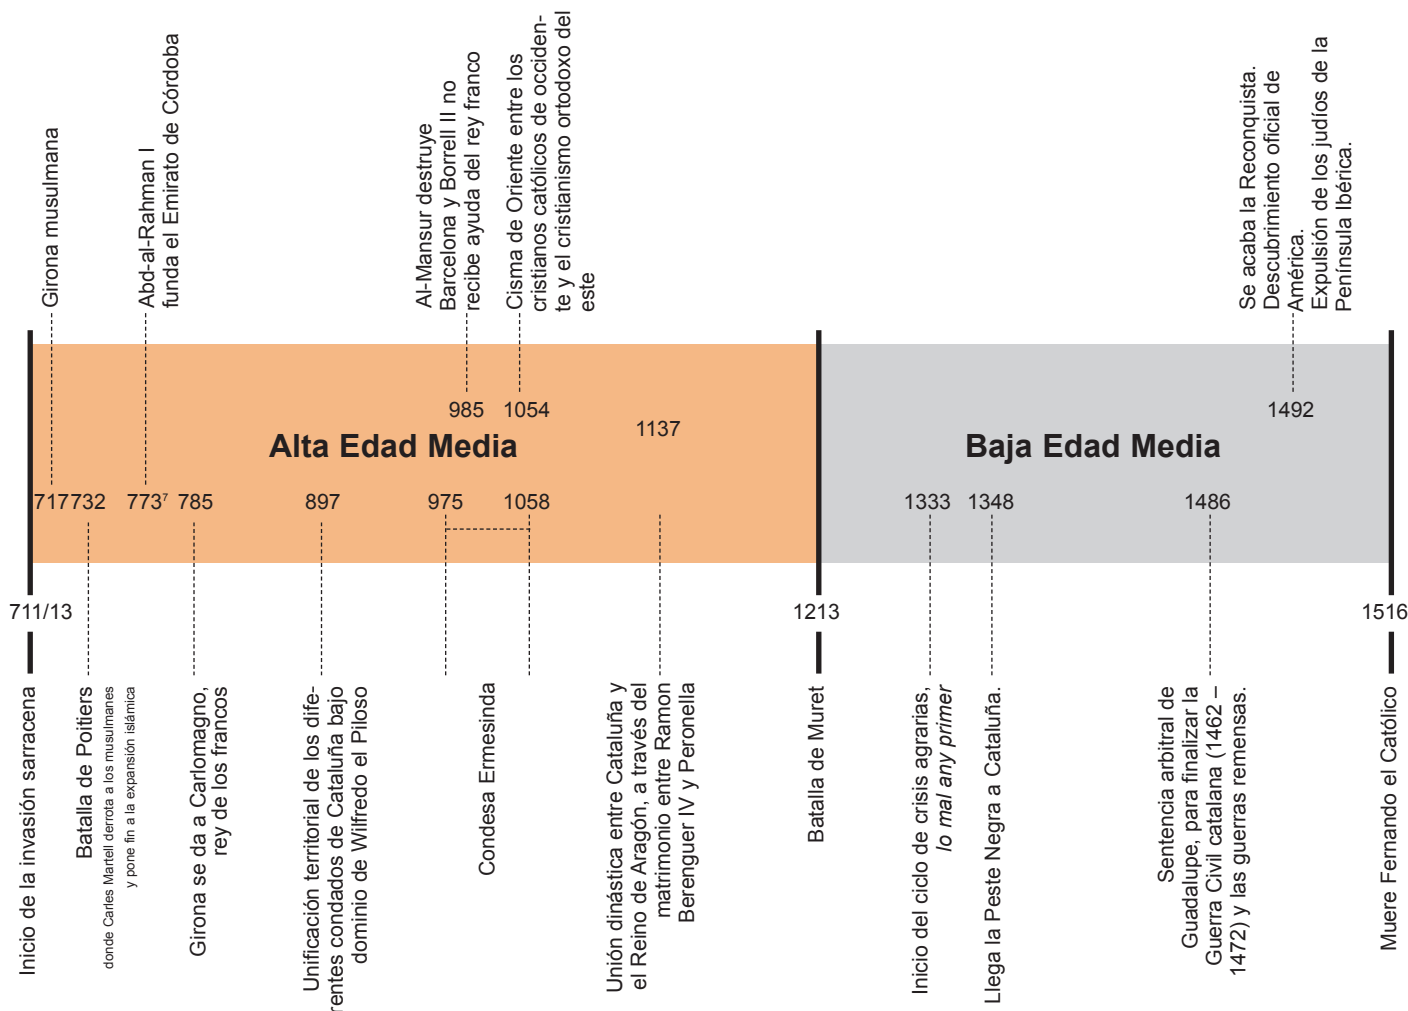 Girona musulmana
Abd-al-Rahman I
funda el Emirato de Córdoba
Al-Mansur destruye
Barcelona y Borrell II no
recibe ayuda del rey franco
Cisma de Oriente entre los
cristianos católicos de occiden-
te y el cristianismo ortodoxo del
este
Se acaba la Reconquista.
Descubrimiento oficial de
América.
Expulsión de los judíos de la
Península Ibérica.
985
1054
1137
1492
Alta Edad Media
Baja Edad Media
717
732
773⁷
785
897
975
1058
1333
1348
1486
711/13
1213
1516
Inicio de la invasión sarracena
Batalla de Poitiers
donde Carles Martell derrota a los musulmanes
y pone fin a la expansión islámica
Girona se da a Carlomagno,
rey de los francos
Unificación territorial de los dife-
rentes condados de Cataluña bajo
dominio de Wilfredo el Piloso
Condesa Ermesinda
Unión dinástica entre Cataluña y
el Reino de Aragón, a través del
matrimonio entre Ramon
Berenguer IV y Peronella
Batalla de Muret
Inicio del ciclo de crisis agrarias,
lo mal any primer
Llega la Peste Negra a Cataluña.
Sentencia arbitral de
Guadalupe, para finalizar la
Guerra Civil catalana (1462 –
1472) y las guerras remensas.
Muere Fernando el Católico